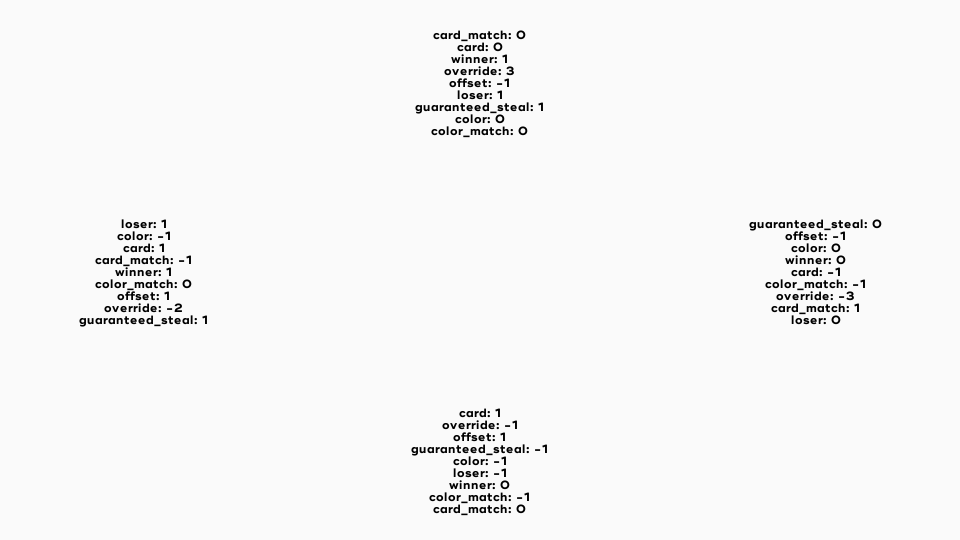 card_match: 0
card: 0
winner: 1
override: 3
offset: -1
loser: 1
guaranteed_steal: 1
color: 0
color_match: 0
loser: 1
color: -1
card: 1
card_match: -1
winner: 1
color_match: 0
offset: 1
override: -2
guaranteed_steal: 1
guaranteed_steal: 0
offset: -1
color: 0
winner: 0
card: -1
color_match: -1
override: -3
card_match: 1
loser: 0
card: 1
override: -1
offset: 1
guaranteed_steal: -1
color: -1
loser: -1
winner: 0
color_match: -1
card_match: 0